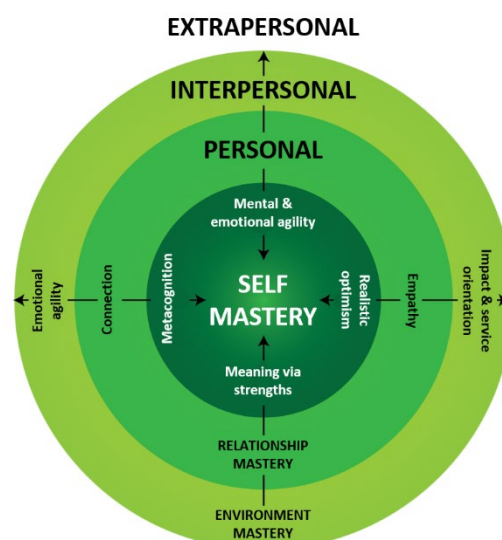 EXTRAPERSONAL
INTERPERSONAL
PERSONAL
Mental &
emotional agility
Emotional
agility
Connection
Metacognition
SELF
MASTERY
Realistic
optimism
Empathy
Impact & service
orientation
Meaning via
strengths
RELATIONSHIP
MASTERY
ENVIRONMENT
MASTERY